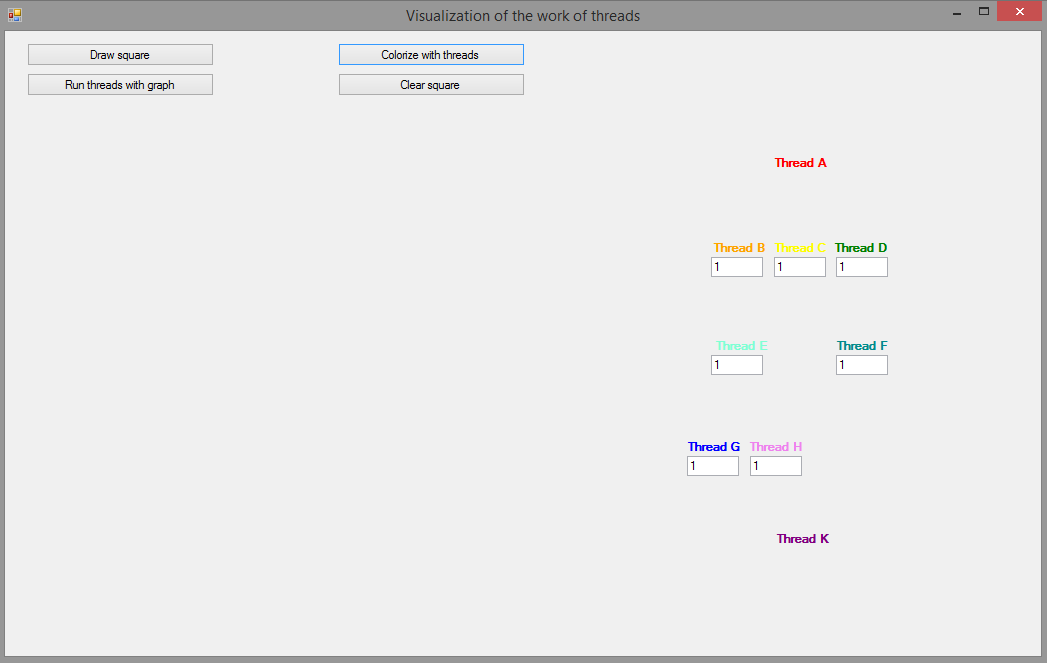 Visualization of the work of threads
Draw square
Colorize with threads
Run threads with graph
Clear square
Thread A
Thread B Thread C Thread D
1 1 1
Thread E Thread F
1 1
Thread G Thread H
1 1
Thread K